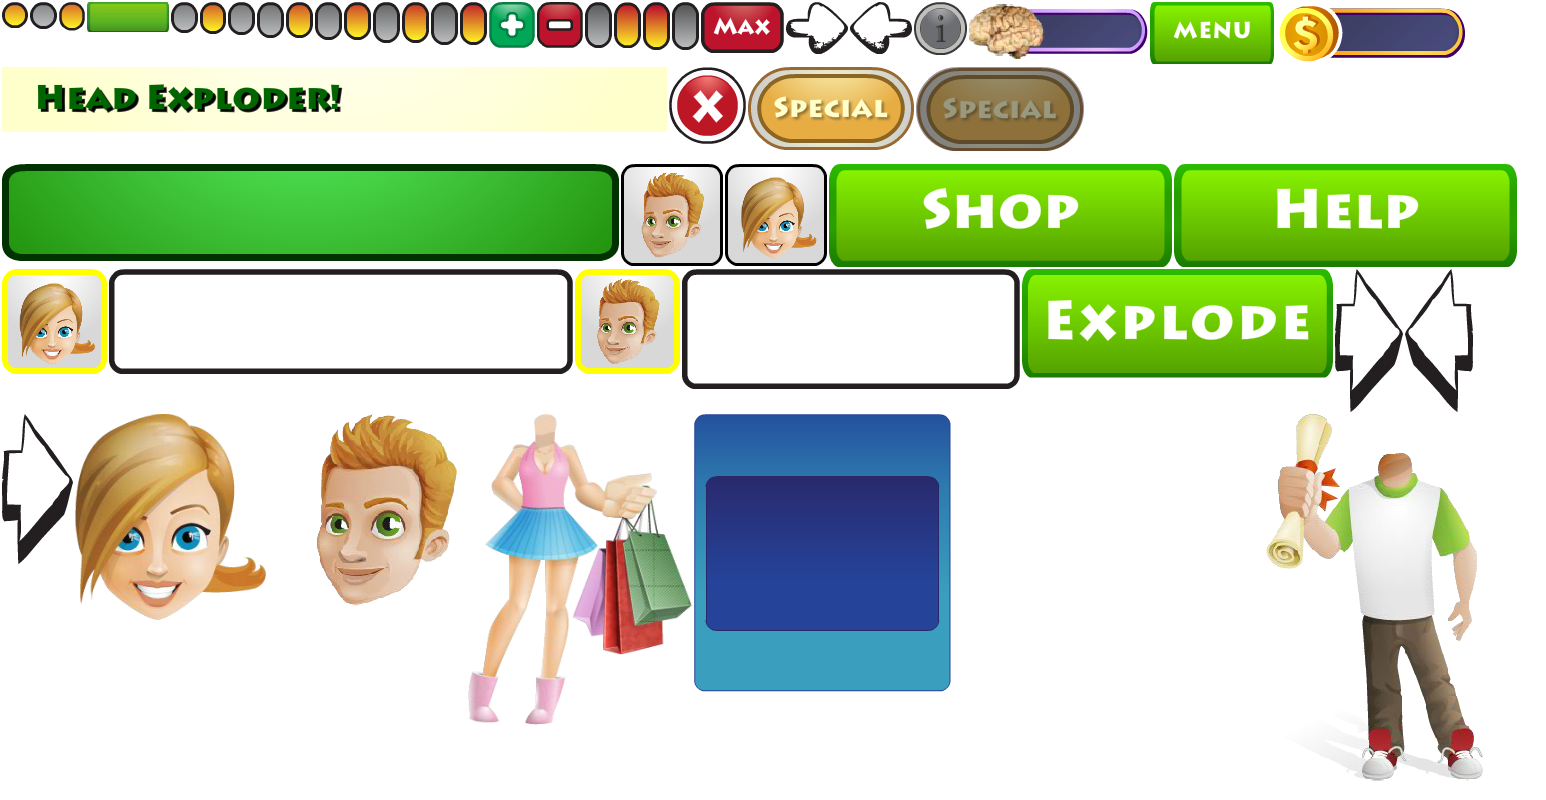 MAX
i
MENU
$
HEAD EXPLODER!
SPECIAL
SPECIAL
SHOP
HELP
EXPLODE